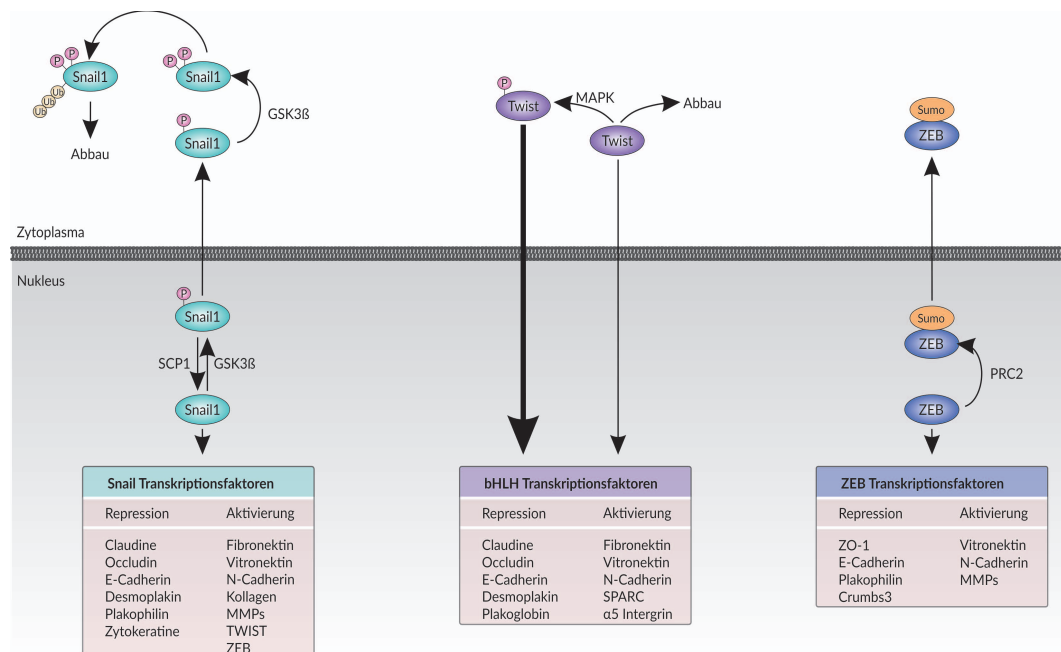 P
P
Snail1
Ub
Ub
Ub
Abbau
P
P
Snail1
GSK3ß
P
Snail1
P
Twist
MAPK
Abbau
Twist
Sumo
ZEB
Zytoplasma
Nukleus
P
Snail1
SCP1
GSK3ß
Snail1
Sumo
ZEB
PRC2
ZEB
Snail Transkriptionsfaktoren
Repression Aktivierung
Claudine Fibronektin
Occludin Vitronektin
E-Cadherin N-Cadherin
Desmoplakin Kollagen
Plakophilin MMPs
Zytokeratine TWIST
ZEB
bHLH Transkriptionsfaktoren
Repression Aktivierung
Claudine Fibronektin
Occludin Vitronektin
E-Cadherin N-Cadherin
Desmoplakin SPARC
Plakoglobin α5 Intergrin
ZEB Transkriptionsfaktoren
Repression Aktivierung
ZO-1 Vitronektin
E-Cadherin N-Cadherin
Plakophilin MMPs
Crumbs3